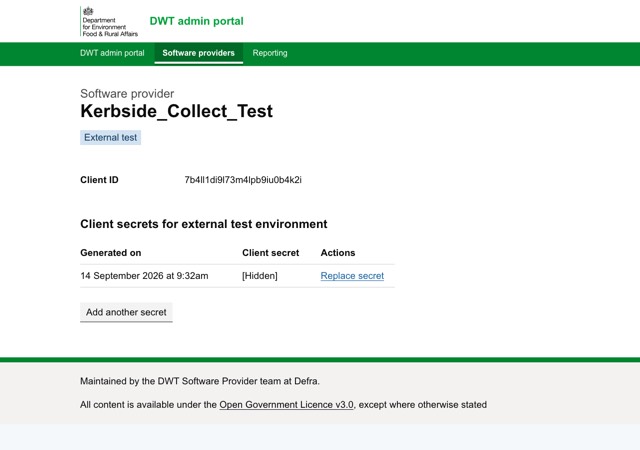 Department
for Environment
Food & Rural Affairs
DWT admin portal
DWT admin portal
Software providers
Reporting
Software provider
Kerbside_Collect_Test
External test
Client ID 7b4ll1di9l73m4lpb9iu0b4k2i
Client secrets for external test environment
Generated on Client secret Actions
14 September 2026 at 9:32am [Hidden] Replace secret
Add another secret
Maintained by the DWT Software Provider team at Defra.
All content is available under the Open Government Licence v3.0, except where otherwise stated